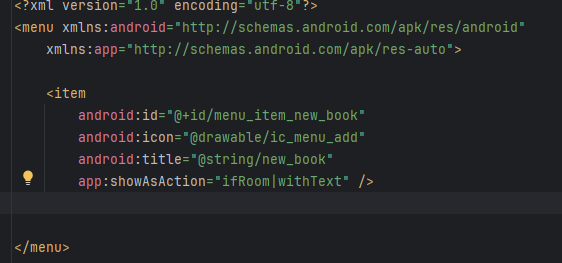 <?xml version="1.0" encoding="utf-8"?>
<menu xmlns:android="http://schemas.android.com/apk/res/android"
    xmlns:app="http://schemas.android.com/apk/res-auto">

    <item
        android:id="@+id/menu_item_new_book"
        android:icon="@drawable/ic_menu_add"
        android:title="@string/new_book"
        app:showAsAction="ifRoom|withText" />

</menu>